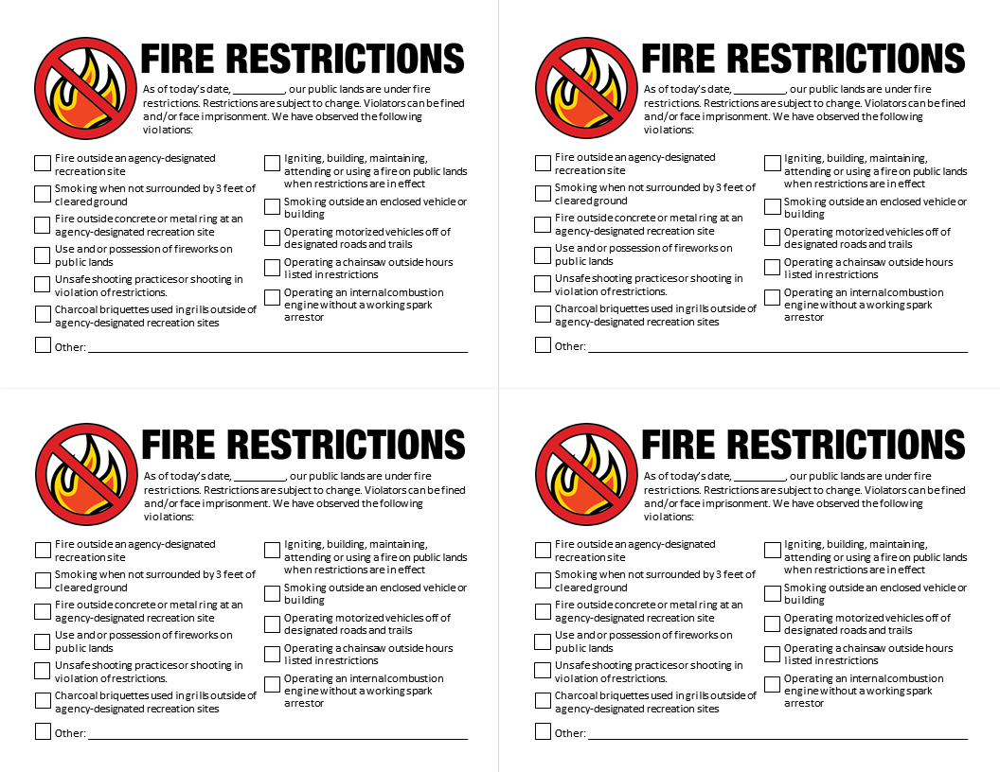 FIRE RESTRICTIONS
As of today's date, __________, our public lands are under fire
restrictions. Restrictions are subject to change. Violators can be fined
and/or face imprisonment. We have observed the following
violations:
Fire outside an agency-designated
recreation site
Smoking when not surrounded by 3 feet of
cleared ground
Fire outside concrete or metal ring at an
agency-designated recreation site
Use and or possession of fireworks on
public lands
Unsafe shooting practices or shooting in
violation of restrictions.
Charcoal briquettes used in grills outside of
agency-designated recreation sites
Igniting, building, maintaining,
attending or using a fire on public lands
when restrictions are in effect
Smoking outside an enclosed vehicle or
building
Operating motorized vehicles off of
designated roads and trails
Operating a chainsaw outside hours
listed in restrictions
Operating an internal combustion
engine without a working spark
arrestor
Other:
FIRE RESTRICTIONS
As of today's date, __________, our public lands are under fire
restrictions. Restrictions are subject to change. Violators can be fined
and/or face imprisonment. We have observed the following
violations:
Fire outside an agency-designated
recreation site
Smoking when not surrounded by 3 feet of
cleared ground
Fire outside concrete or metal ring at an
agency-designated recreation site
Use and or possession of fireworks on
public lands
Unsafe shooting practices or shooting in
violation of restrictions.
Charcoal briquettes used in grills outside of
agency-designated recreation sites
Igniting, building, maintaining,
attending or using a fire on public lands
when restrictions are in effect
Smoking outside an enclosed vehicle or
building
Operating motorized vehicles off of
designated roads and trails
Operating a chainsaw outside hours
listed in restrictions
Operating an internal combustion
engine without a working spark
arrestor
Other:
FIRE RESTRICTIONS
As of today's date, __________, our public lands are under fire
restrictions. Restrictions are subject to change. Violators can be fined
and/or face imprisonment. We have observed the following
violations:
Fire outside an agency-designated
recreation site
Smoking when not surrounded by 3 feet of
cleared ground
Fire outside concrete or metal ring at an
agency-designated recreation site
Use and or possession of fireworks on
public lands
Unsafe shooting practices or shooting in
violation of restrictions.
Charcoal briquettes used in grills outside of
agency-designated recreation sites
Igniting, building, maintaining,
attending or using a fire on public lands
when restrictions are in effect
Smoking outside an enclosed vehicle or
building
Operating motorized vehicles off of
designated roads and trails
Operating a chainsaw outside hours
listed in restrictions
Operating an internal combustion
engine without a working spark
arrestor
Other:
FIRE RESTRICTIONS
As of today's date, __________, our public lands are under fire
restrictions. Restrictions are subject to change. Violators can be fined
and/or face imprisonment. We have observed the following
violations:
Fire outside an agency-designated
recreation site
Smoking when not surrounded by 3 feet of
cleared ground
Fire outside concrete or metal ring at an
agency-designated recreation site
Use and or possession of fireworks on
public lands
Unsafe shooting practices or shooting in
violation of restrictions.
Charcoal briquettes used in grills outside of
agency-designated recreation sites
Igniting, building, maintaining,
attending or using a fire on public lands
when restrictions are in effect
Smoking outside an enclosed vehicle or
building
Operating motorized vehicles off of
designated roads and trails
Operating a chainsaw outside hours
listed in restrictions
Operating an internal combustion
engine without a working spark
arrestor
Other: